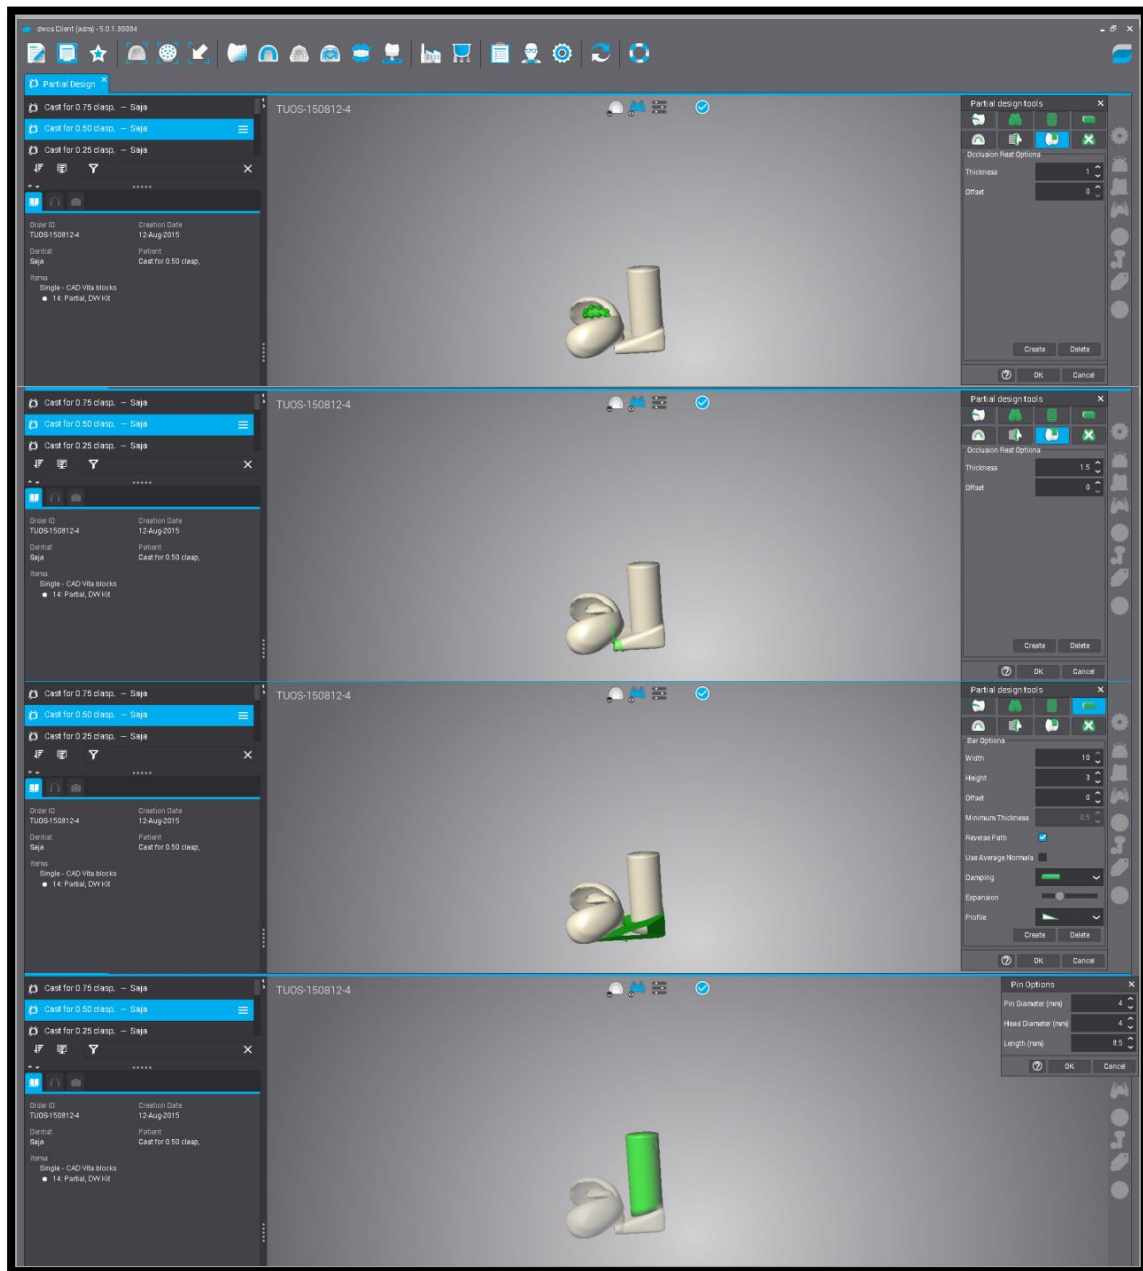 dwos Client (adm) - 5.0.1.30084
Partial Design
Cast for 0.75 clasp, — Saja
Cast for 0.50 clasp, — Saja
Cast for 0.25 clasp, — Saja
Order ID
Creation Date
TUOS-150812-4
12-Aug-2015
Dentist
Patient
Saja
Cast for 0.50 clasp,
Items
Single - CAD Vita blocks
14: Partial, DW Kit
TUOS-150812-4
Partial design tools
Occlusion Rest Options
Thickness 1
Offset 0
Create Delete
OK Cancel
Cast for 0.75 clasp, — Saja
Cast for 0.50 clasp, — Saja
Cast for 0.25 clasp, — Saja
Order ID
Creation Date
TUOS-150812-4
12-Aug-2015
Dentist
Patient
Saja
Cast for 0.50 clasp,
Items
Single - CAD Vita blocks
14: Partial, DW Kit
TUOS-150812-4
Partial design tools
Occlusion Rest Options
Thickness 1.5
Offset 0
Create Delete
OK Cancel
Cast for 0.75 clasp, — Saja
Cast for 0.50 clasp, — Saja
Cast for 0.25 clasp, — Saja
Order ID
Creation Date
TUOS-150812-4
12-Aug-2015
Dentist
Patient
Saja
Cast for 0.50 clasp,
Items
Single - CAD Vita blocks
14: Partial, DW Kit
TUOS-150812-4
Partial design tools
Bar Options
Width 10
Height 3
Offset 0
Minimum Thickness 0.5
Reverse Path
Use Average Normals
Damping
Expansion
Profile
Create Delete
OK Cancel
Cast for 0.75 clasp, — Saja
Cast for 0.50 clasp, — Saja
Cast for 0.25 clasp, — Saja
Order ID
Creation Date
TUOS-150812-4
12-Aug-2015
Dentist
Patient
Saja
Cast for 0.50 clasp,
Items
Single - CAD Vita blocks
14: Partial, DW Kit
TUOS-150812-4
Pin Options
Pin Diameter (mm) 4
Head Diameter (mm) 4
Length (mm) 8.5
OK Cancel